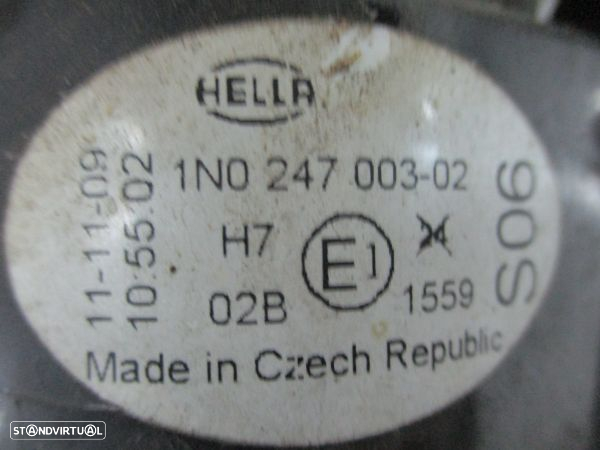 HELLA
11-11-09
10:55:02
1N0 247 003-02
H7
E1
24
02B
1559
S06
Made in Czech Republic
STANDVIRTUAL